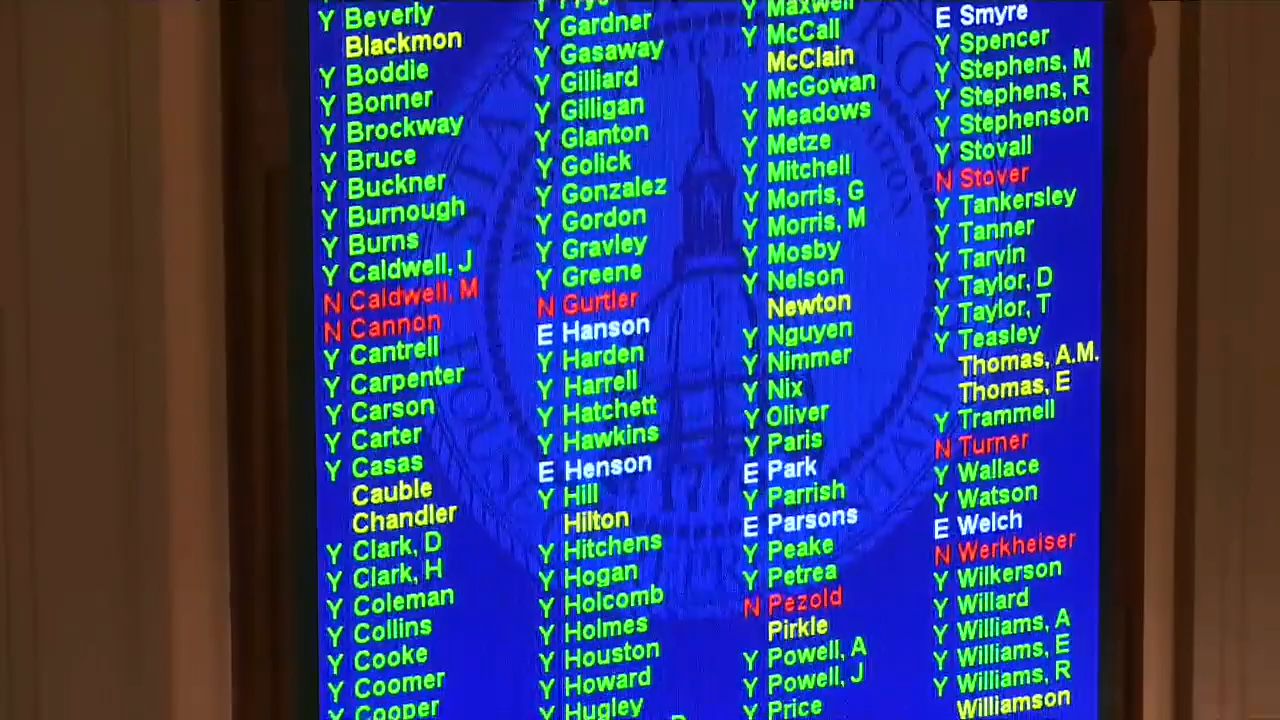 Y Beverly
Blackmon
Y Boddie
Y Bonner
Y Brockway
Y Bruce
Y Buckner
Y Burnough
Y Burns
Y Caldwell, J
N Caldwell, M
N Cannon
Y Cantrell
Y Carpenter
Y Carson
Y Carter
Y Casas
Cauble
Chandler
Y Clark, D
Y Clark, H
Y Coleman
Y Collins
Y Cooke
Y Coomer
Y Cooper
Y Frye
Y Gardner
Y Gasaway
Y Gilliard
Y Gilligan
Y Glanton
Y Golick
Y Gonzalez
Y Gordon
Y Gravley
Y Greene
N Gurtler
E Hanson
Y Harden
Y Harrell
Y Hatchett
Y Hawkins
E Henson
Y Hill
Hilton
Y Hitchens
Y Hogan
Y Holcomb
Y Holmes
Y Houston
Y Howard
Y Hugley
Y Maxwell
Y McCall
McClain
Y McGowan
Y Meadows
Y Metze
Y Mitchell
Y Morris, G
Y Morris, M
Y Mosby
Y Nelson
Newton
Y Nguyen
Y Nimmer
Y Nix
Y Oliver
Y Paris
E Park
Y Parrish
E Parsons
Y Peake
Y Petrea
N Pezold
Pirkle
Y Powell, A
Y Powell, J
Y Price
E Smyre
Y Spencer
Y Stephens, M
Y Stephens, R
Y Stephenson
Y Stovall
N Stover
Y Tankersley
Y Tanner
Y Tarvin
Y Taylor, D
Y Taylor, T
Y Teasley
Thomas, A.M.
Thomas, E
Y Trammell
N Turner
Y Wallace
Y Watson
E Welch
N Werkheiser
Y Wilkerson
Y Willard
Y Williams, A
Y Williams, E
Y Williams, R
Williamson